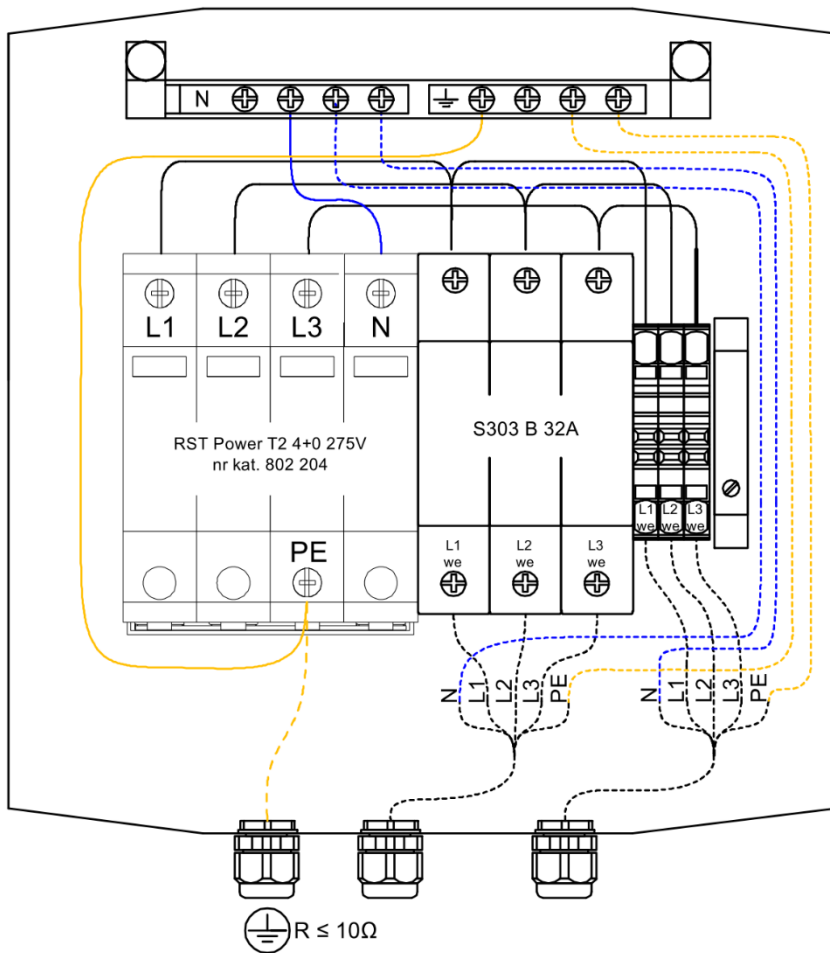 N
L1 L2 L3 N
RST Power T2 4+0 275V
nr kat. 802 204
S303 B 32A
L1 we
L2 we
L3 we
PE
L1 we
L2 we
L3 we
N L1 L2 L3 PE
N L1 L2 L3 PE
R ≤ 10Ω